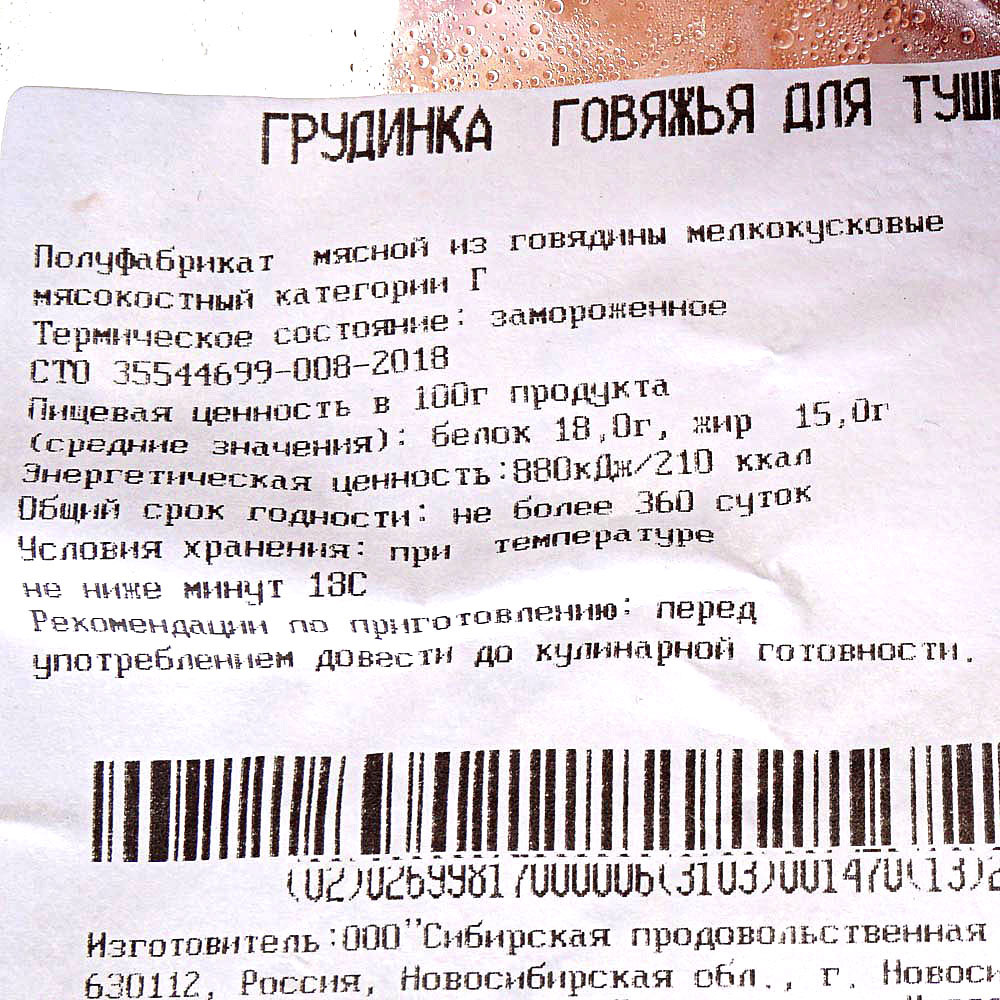 ГРУДИНКА ГОВЯЖЬЯ ДЛЯ ТУШ
Полуфабрикат мясной из говядины мелкокусковые
мясокостный категории Г
Термическое состояние: замороженное
СТО 35544699-008-2018
Пищевая ценность в 100г продукта
(средние значения): белок 18,0г, жир 15,0г
Энергетическая ценность:880кДж/210 ккал
Общий срок годности: не более 360 суток
Условия хранения: при температуре
не ниже минут 18С
Рекомендации по приготовлению: перед
употреблением довести до кулинарной готовности.
(02)02699817000006(3103)001470(13)2
Изготовитель:ООО"Сибирская продовольственная
630112, Россия, Новосибирская обл., г. Новоси